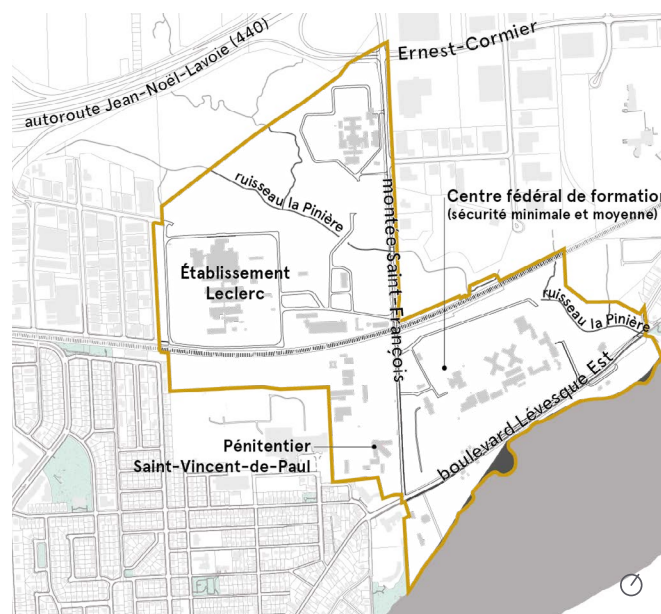 Ernest-Cormier
autoroute Jean-Noël-Lavoie (440)
ruisseau la Pinière
montée Saint-François
Centre fédéral de formation
(sécurité minimale et moyenne)
Établissement
Leclerc
ruisseau la Pinière
boulevard Lévesque Est
Pénitentier
Saint-Vincent-de-Paul